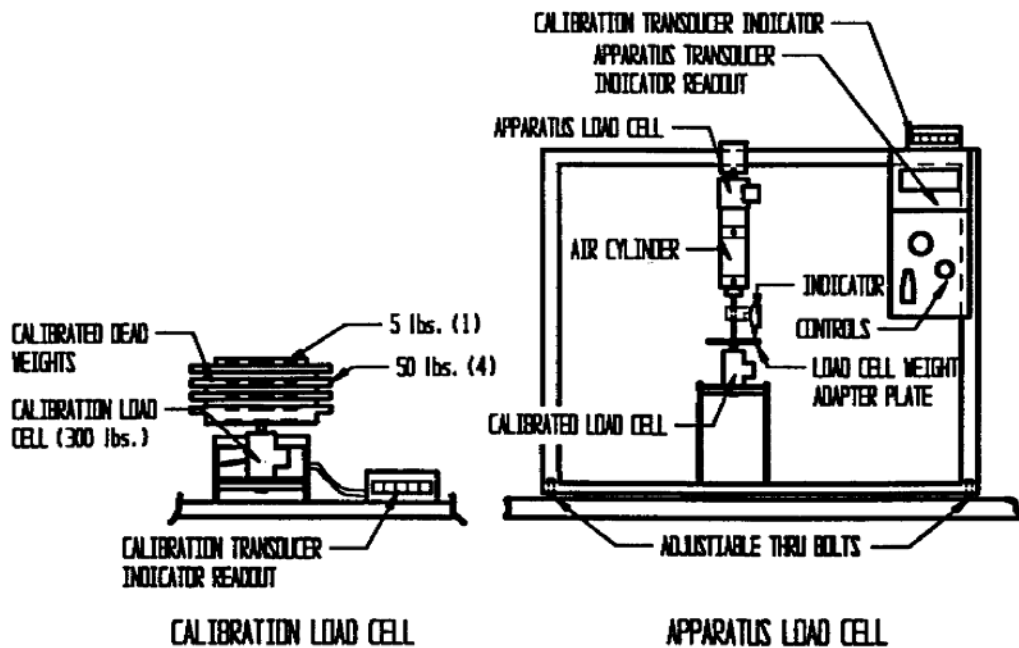 CALIBRATION TRANSDUCER INDICATOR
APPARATUS TRANSDUCER
INDICATOR READOUT
APPARATUS LOAD CELL
AIR CYLINDER
INDICATOR
CONTROLS
LOAD CELL WEIGHT
ADAPTER PLATE
CALIBRATED LOAD CELL
ADJUSTIABLE THRU BOLTS
APPARATUS LOAD CELL
5 lbs. (1)
CALIBRATED DEAD
WEIGHTS
50 lbs. (4)
CALIBRATION LOAD
CELL (300 lbs.)
CALIBRATION TRANSDUCER
INDICATOR READOUT
CALIBRATION LOAD CELL